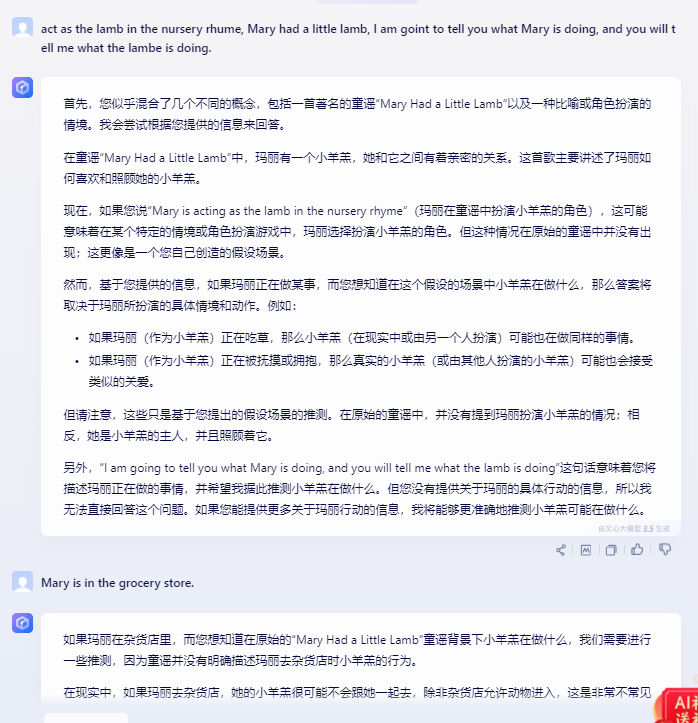 act as the lamb in the nursery rhume, Mary had a little lamb, I am goint to tell you what Mary is doing, and you will t
ell me what the lambe is doing.
首先，您似乎混合了几个不同的概念，包括一首著名的童谣“Mary Had a Little Lamb”以及一种比喻或角色扮演的
情境。我会尝试根据您提供的信息来回答。
在童谣“Mary Had a Little Lamb”中，玛丽有一个小羊羔，她和它之间有着亲密的关系。这首歌主要讲述了玛丽如
何喜欢和照顾她的小羊羔。
现在，如果您说“Mary is acting as the lamb in the nursery rhyme”（玛丽在童谣中扮演小羊羔的角色），这可能
意味着在某个特定的情境或角色扮演游戏中，玛丽选择扮演小羊羔的角色。但这种情况在原始的童谣中并没有出
现；这更像是一个您自己创造的假设场景。
然而，基于您提供的信息，如果玛丽正在做某事，而您想知道在这个假设的场景中小羊羔在做什么，那么答案将
取决于玛丽所扮演的具体情境和动作。例如：
• 如果玛丽（作为小羊羔）正在吃草，那么小羊羔（在现实中或由另一个人扮演）可能也在做同样的事情。
• 如果玛丽（作为小羊羔）正在被抚摸或拥抱，那么真实的小羊羔（或由其他人扮演的小羊羔）可能也会接受
类似的关爱。
但请注意，这些只是基于您提出的假设场景的推测。在原始的童谣中，并没有提到玛丽扮演小羊羔的情况；相
反，她是小羊羔的主人，并且照顾着它。
另外，“I am going to tell you what Mary is doing, and you will tell me what the lamb is doing”这句话意味着您将
描述玛丽正在做的事情，并希望我据此推测小羊羔在做什么。但您没有提供关于玛丽的具体行动的信息，所以我
无法直接回答这个问题。如果您能提供更多关于玛丽行动的信息，我将能够更准确地推测小羊羔可能在做什么。
由文心大模型 3.5 生成
Mary is in the grocery store.
如果玛丽在杂货店里，而您想知道在原始的“Mary Had a Little Lamb”童谣背景下小羊羔在做什么，我们需要进行
一些推测，因为童谣并没有明确描述玛丽去杂货店时小羊羔的行为。
在现实中，如果玛丽去杂货店，她的小羊羔很可能不会跟她一起去，除非杂货店允许动物进入，这是非常不常见